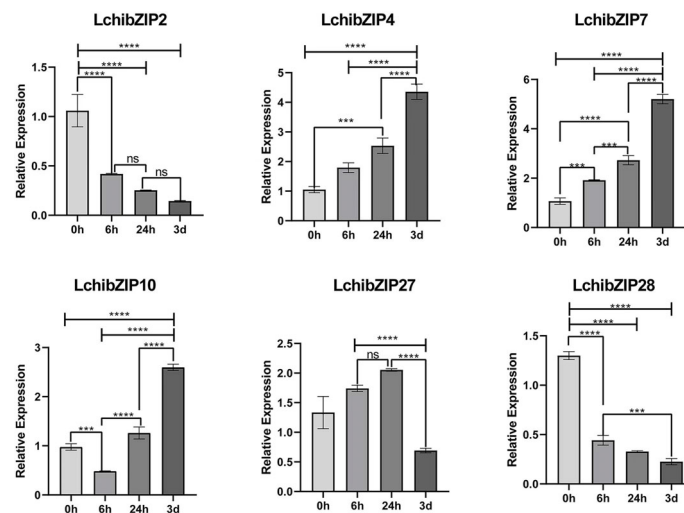 LchibZIP2
****
****
****
ns
ns
Relative Expression
1.5
1.0
0.5
0.0
0h 6h 24h 3d
LchibZIP4
****
****
****
***
Relative Expression
5
4
3
2
1
0
0h 6h 24h 3d
LchibZIP7
****
****
****
****
***
***
Relative Expression
8
6
4
2
0
0h 6h 24h 3d
LchibZIP10
****
****
****
****
***
Relative Expression
3
2
1
0
0h 6h 24h 3d
LchibZIP27
****
ns ****
Relative Expression
2.5
2.0
1.5
1.0
0.5
0.0
0h 6h 24h 3d
LchibZIP28
****
****
****
***
Relative Expression
1.5
1.0
0.5
0.0
0h 6h 24h 3d